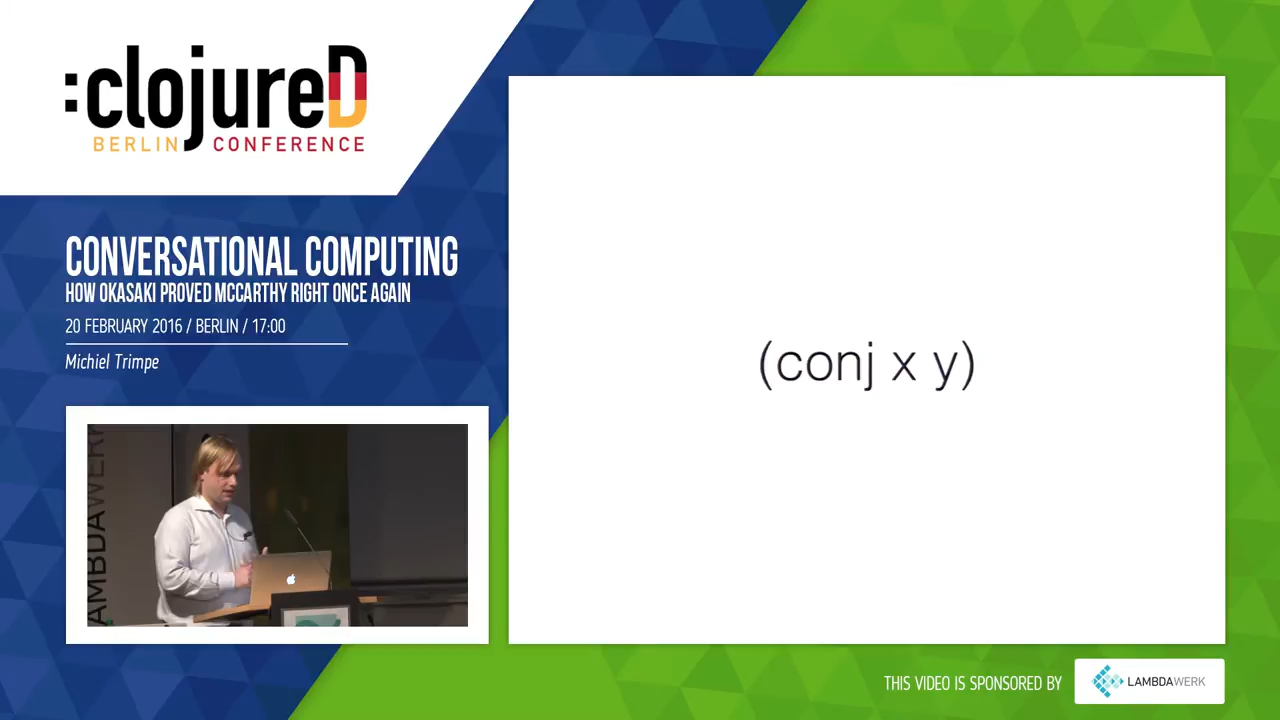 :clojureD
BERLIN CONFERENCE
CONVERSATIONAL COMPUTING
HOW OKASAKI PROVED MCCARTHY RIGHT ONCE AGAIN
20 FEBRUARY 2016 / BERLIN / 17:00
Michiel Trimpe
(conj x y)
LAMBDAWERK
THIS VIDEO IS SPONSORED BY
LAMBDAWERK